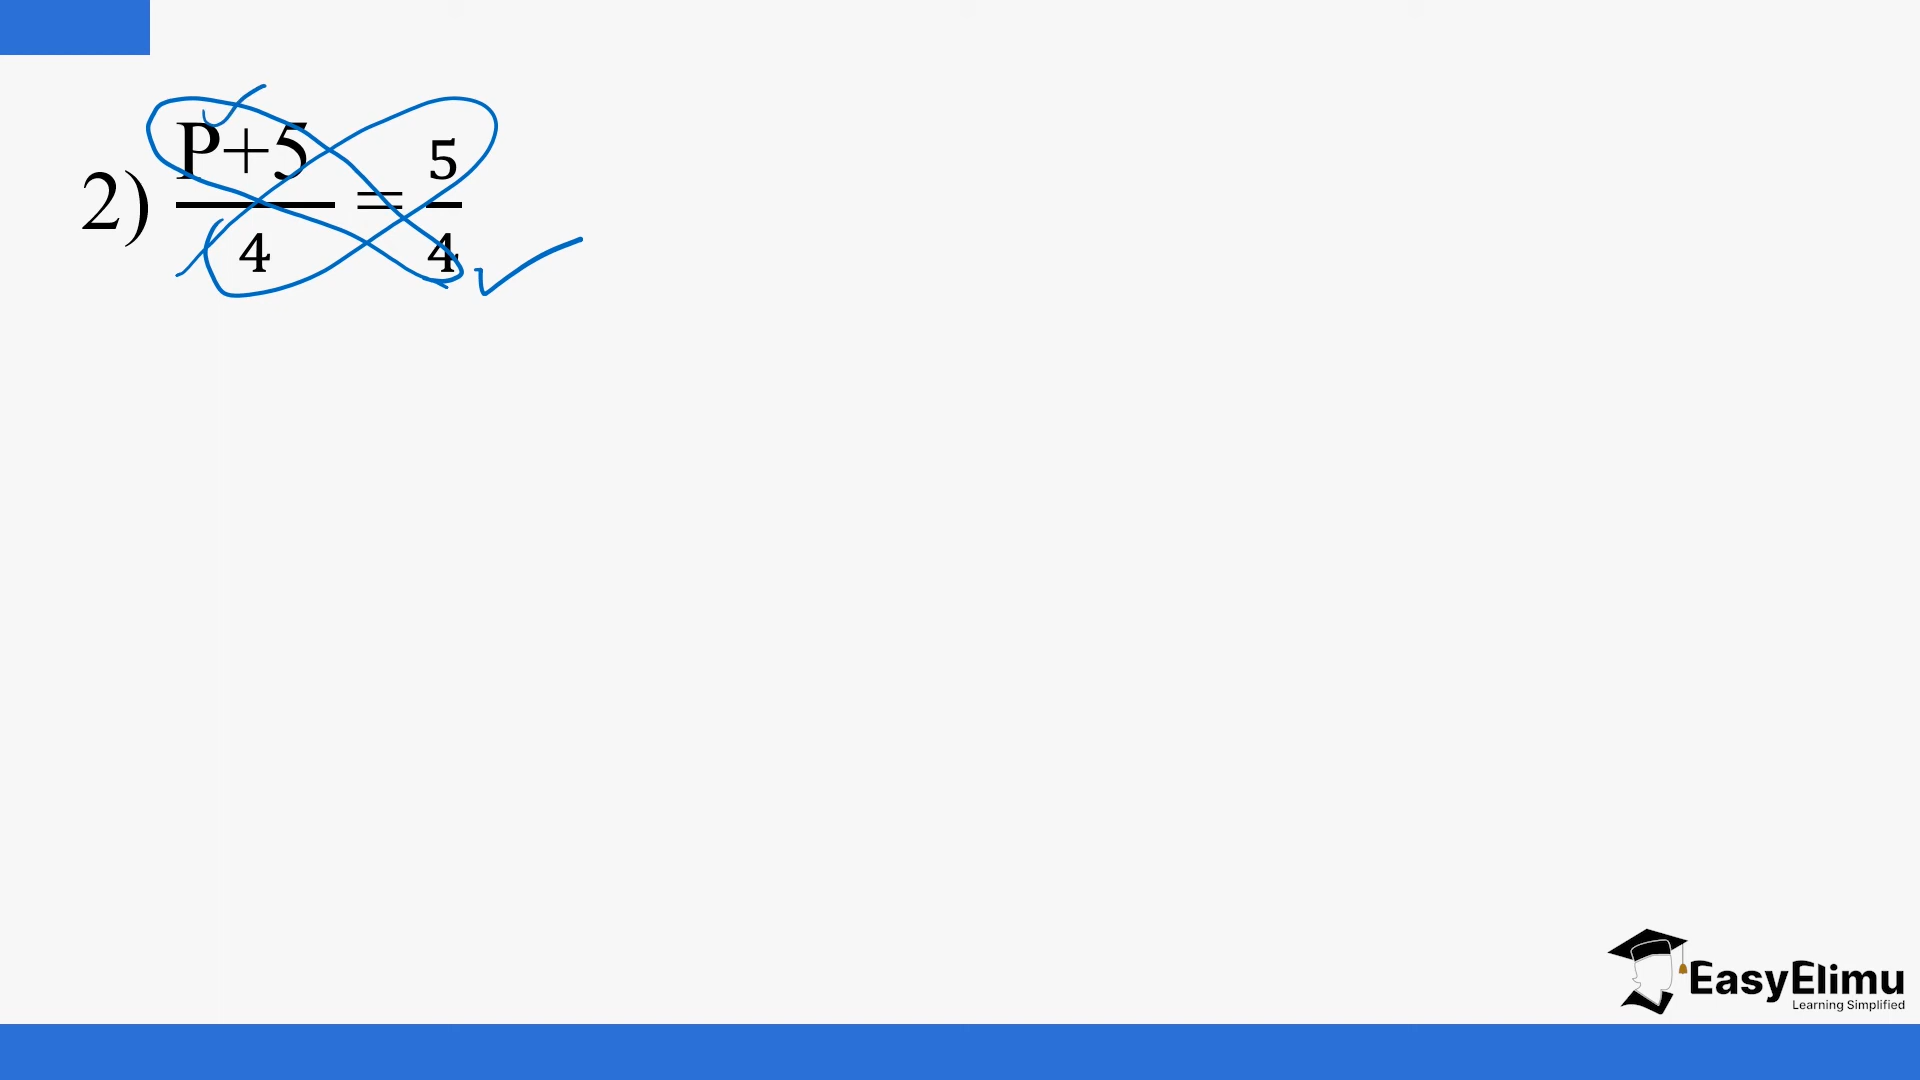 2) P+5/4 = 5/4
EasyElimu
Learning Simplified